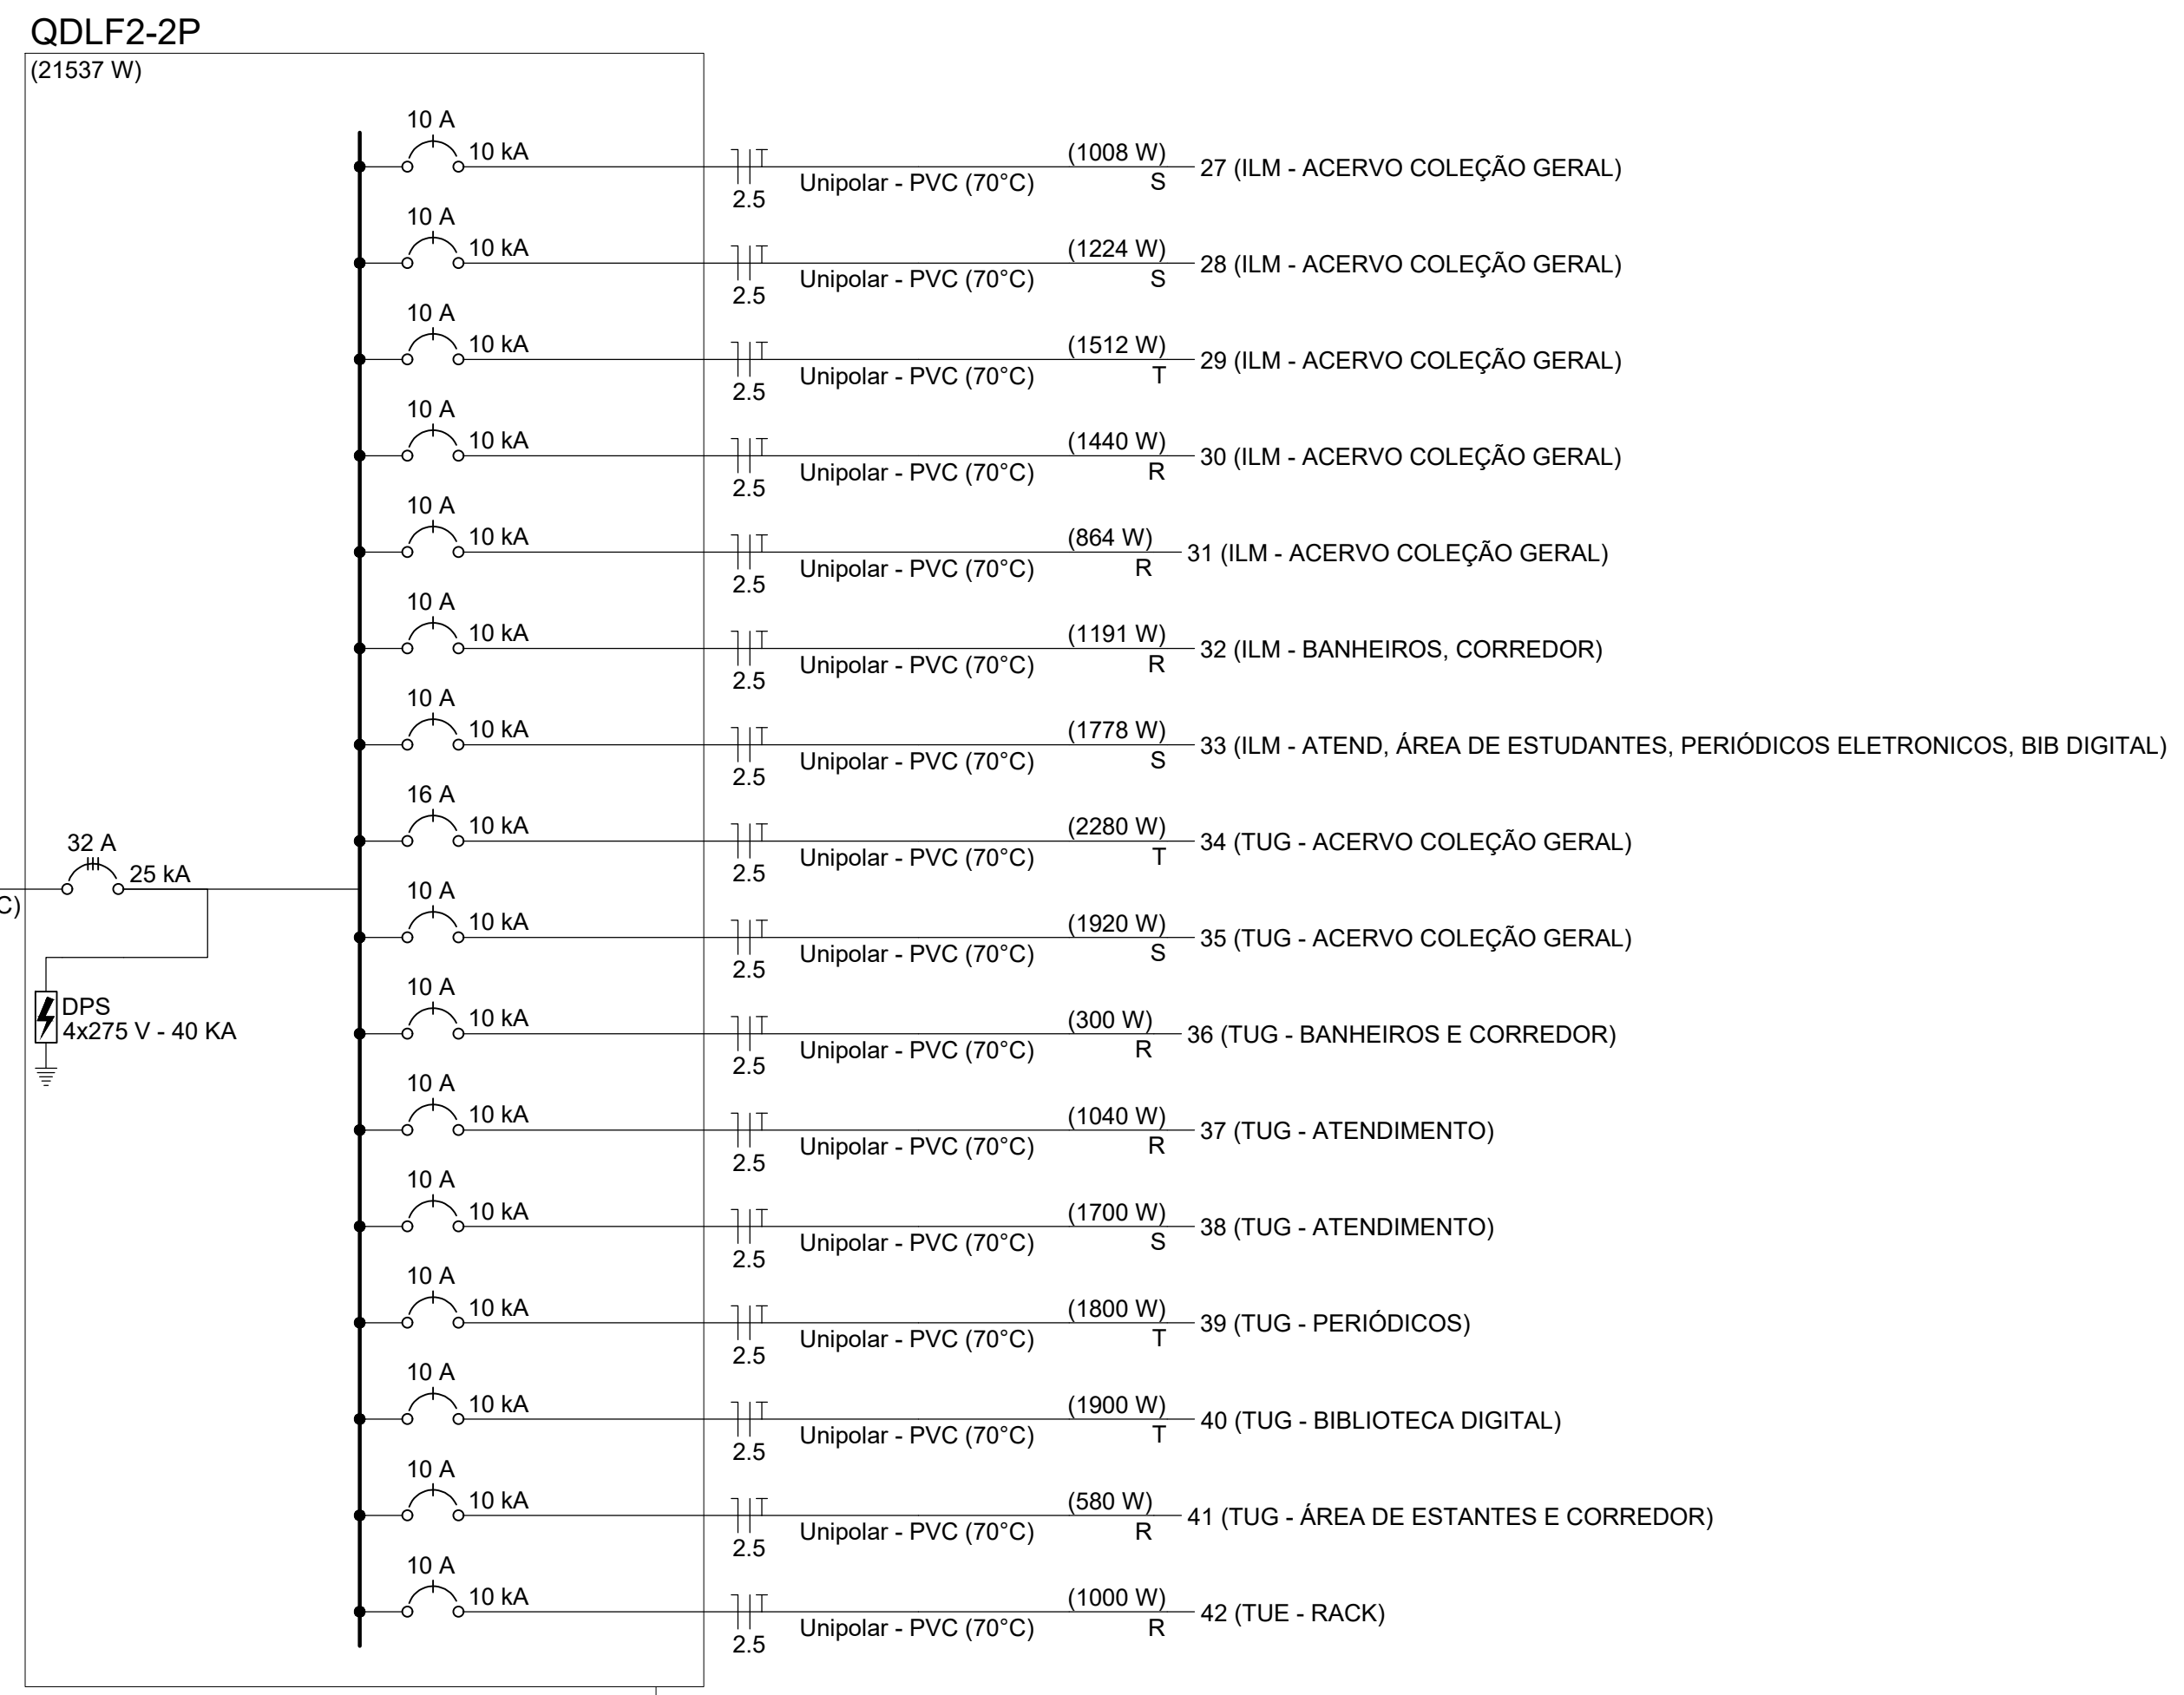 QDLF2-2P
(21537 W)
10 A
10 kA
2.5
Unipolar - PVC (70°C)
(1008 W)
S
27 (ILM - ACERVO COLEÇÃO GERAL)
10 A
10 kA
2.5
Unipolar - PVC (70°C)
(1224 W)
S
28 (ILM - ACERVO COLEÇÃO GERAL)
10 A
10 kA
2.5
Unipolar - PVC (70°C)
(1512 W)
T
29 (ILM - ACERVO COLEÇÃO GERAL)
10 A
10 kA
2.5
Unipolar - PVC (70°C)
(1440 W)
R
30 (ILM - ACERVO COLEÇÃO GERAL)
10 A
10 kA
2.5
Unipolar - PVC (70°C)
(864 W)
R
31 (ILM - ACERVO COLEÇÃO GERAL)
10 A
10 kA
2.5
Unipolar - PVC (70°C)
(1191 W)
R
32 (ILM - BANHEIROS, CORREDOR)
10 A
10 kA
2.5
Unipolar - PVC (70°C)
(1778 W)
S
33 (ILM - ATEND, ÁREA DE ESTUDANTES, PERIÓDICOS ELETRONICOS, BIB DIGITAL)
16 A
10 kA
2.5
Unipolar - PVC (70°C)
(2280 W)
T
34 (TUG - ACERVO COLEÇÃO GERAL)
32 A
25 kA
C)
DPS
4x275 V - 40 KA
10 A
10 kA
2.5
Unipolar - PVC (70°C)
(1920 W)
S
35 (TUG - ACERVO COLEÇÃO GERAL)
10 A
10 kA
2.5
Unipolar - PVC (70°C)
(300 W)
R
36 (TUG - BANHEIROS E CORREDOR)
10 A
10 kA
2.5
Unipolar - PVC (70°C)
(1040 W)
R
37 (TUG - ATENDIMENTO)
10 A
10 kA
2.5
Unipolar - PVC (70°C)
(1700 W)
S
38 (TUG - ATENDIMENTO)
10 A
10 kA
2.5
Unipolar - PVC (70°C)
(1800 W)
T
39 (TUG - PERIÓDICOS)
10 A
10 kA
2.5
Unipolar - PVC (70°C)
(1900 W)
T
40 (TUG - BIBLIOTECA DIGITAL)
10 A
10 kA
2.5
Unipolar - PVC (70°C)
(580 W)
R
41 (TUG - ÁREA DE ESTANTES E CORREDOR)
10 A
10 kA
2.5
Unipolar - PVC (70°C)
(1000 W)
R
42 (TUE - RACK)